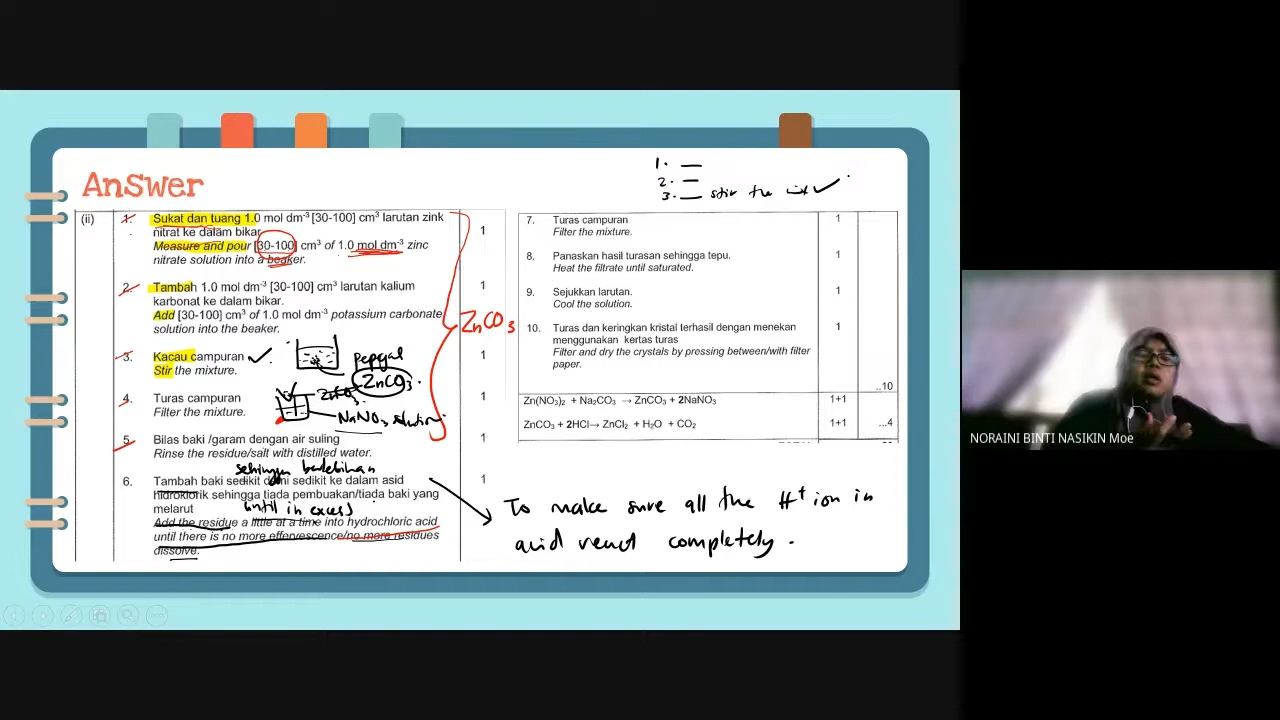 Answer
1. —
2. —
3. — stir the mix ✓
(ii)
1. Sukat dan tuang 1.0 mol dm-3 [30-100] cm3 larutan zink
nitrat ke dalam bikar
Measure and pour [30-100] cm3 of 1.0 mol dm-3 zinc
nitrate solution into a beaker.
1
2. Tambah 1.0 mol dm-3 [30-100] cm3 larutan kalium
karbonat ke dalam bikar.
Add [30-100] cm3 of 1.0 mol dm-3 potassium carbonate
solution into the beaker.
1
ZnCO3
3. Kacau campuran ✓
Stir the mixture.
1
pepejal
ZnCO3.
4. Turas campuran
Filter the mixture.
1
ZnCO3.
NaNO3 solution
5. Bilas baki /garam dengan air suling
Rinse the residue/salt with distilled water.
1
sehingga berlebihan
6. Tambah baki sedikit demi sedikit ke dalam asid
hidroklorik sehingga tiada pembuakan/tiada baki yang
melarut
until in excess
Add the residue a little at a time into hydrochloric acid
until there is no more effervescence/no more residues
dissolve.
1
7. Turas campuran
Filter the mixture.
1
8. Panaskan hasil turasan sehingga tepu.
Heat the filtrate until saturated.
1
9. Sejukkan larutan.
Cool the solution.
1
10. Turas dan keringkan kristal terhasil dengan menekan
menggunakan kertas turas
Filter and dry the crystals by pressing between/with filter
paper.
1
..10
Zn(NO3)2 + Na2CO3 → ZnCO3 + 2NaNO3 1+1
ZnCO3 + 2HCl → ZnCl2 + H2O + CO2 1+1 ...4
To make sure all the H+ ion in
acid react completely.
NORAINI BINTI NASIKIN Moe